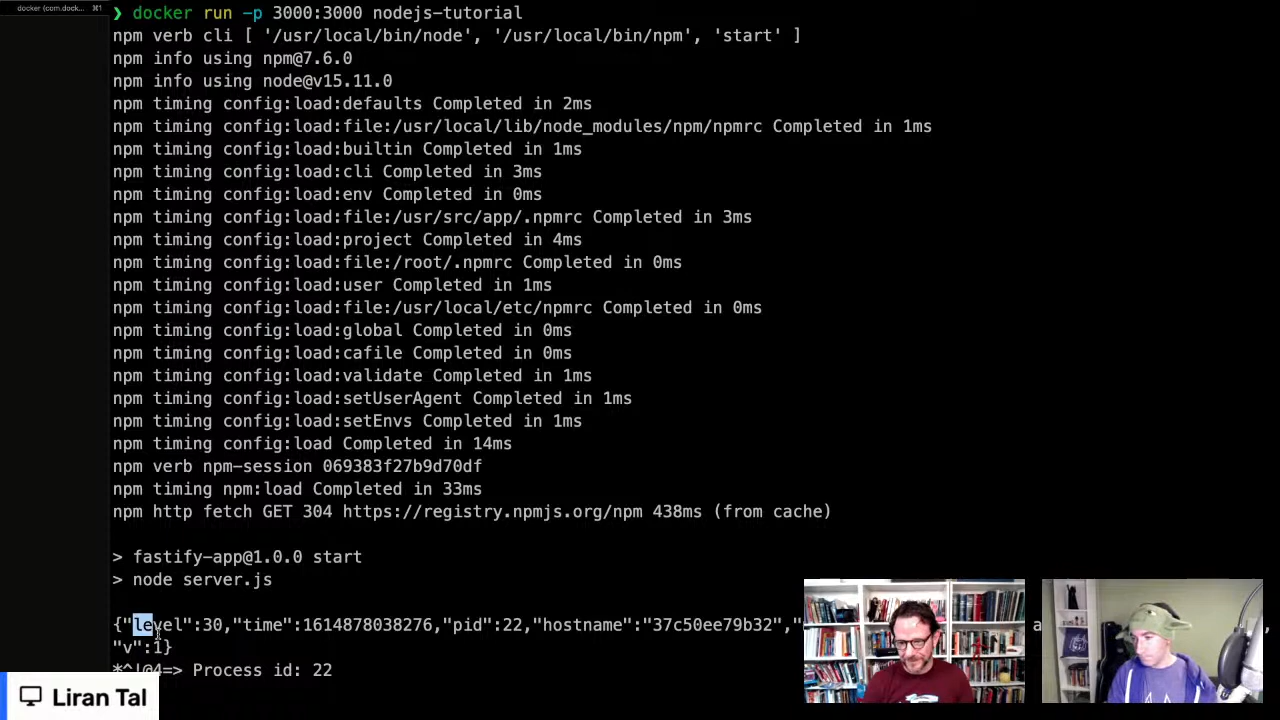 docker (com.dock... ⌘1
❯ docker run -p 3000:3000 nodejs-tutorial
npm verb cli [ '/usr/local/bin/node', '/usr/local/bin/npm', 'start' ]
npm info using npm@7.6.0
npm info using node@v15.11.0
npm timing config:load:defaults Completed in 2ms
npm timing config:load:file:/usr/local/lib/node_modules/npm/npmrc Completed in 1ms
npm timing config:load:builtin Completed in 1ms
npm timing config:load:cli Completed in 3ms
npm timing config:load:env Completed in 0ms
npm timing config:load:file:/usr/src/app/.npmrc Completed in 3ms
npm timing config:load:project Completed in 4ms
npm timing config:load:file:/root/.npmrc Completed in 0ms
npm timing config:load:user Completed in 1ms
npm timing config:load:file:/usr/local/etc/npmrc Completed in 0ms
npm timing config:load:global Completed in 0ms
npm timing config:load:cafile Completed in 0ms
npm timing config:load:validate Completed in 1ms
npm timing config:load:setUserAgent Completed in 1ms
npm timing config:load:setEnvs Completed in 1ms
npm timing config:load Completed in 14ms
npm verb npm-session 069383f27b9d70df
npm timing npm:load Completed in 33ms
npm http fetch GET 304 https://registry.npmjs.org/npm 438ms (from cache)
> fastify-app@1.0.0 start
> node server.js
{"level":30,"time":1614878038276,"pid":22,"hostname":"37c50ee79b32","
"v":1}
*^!@4=> Process id: 22
Liran Tal